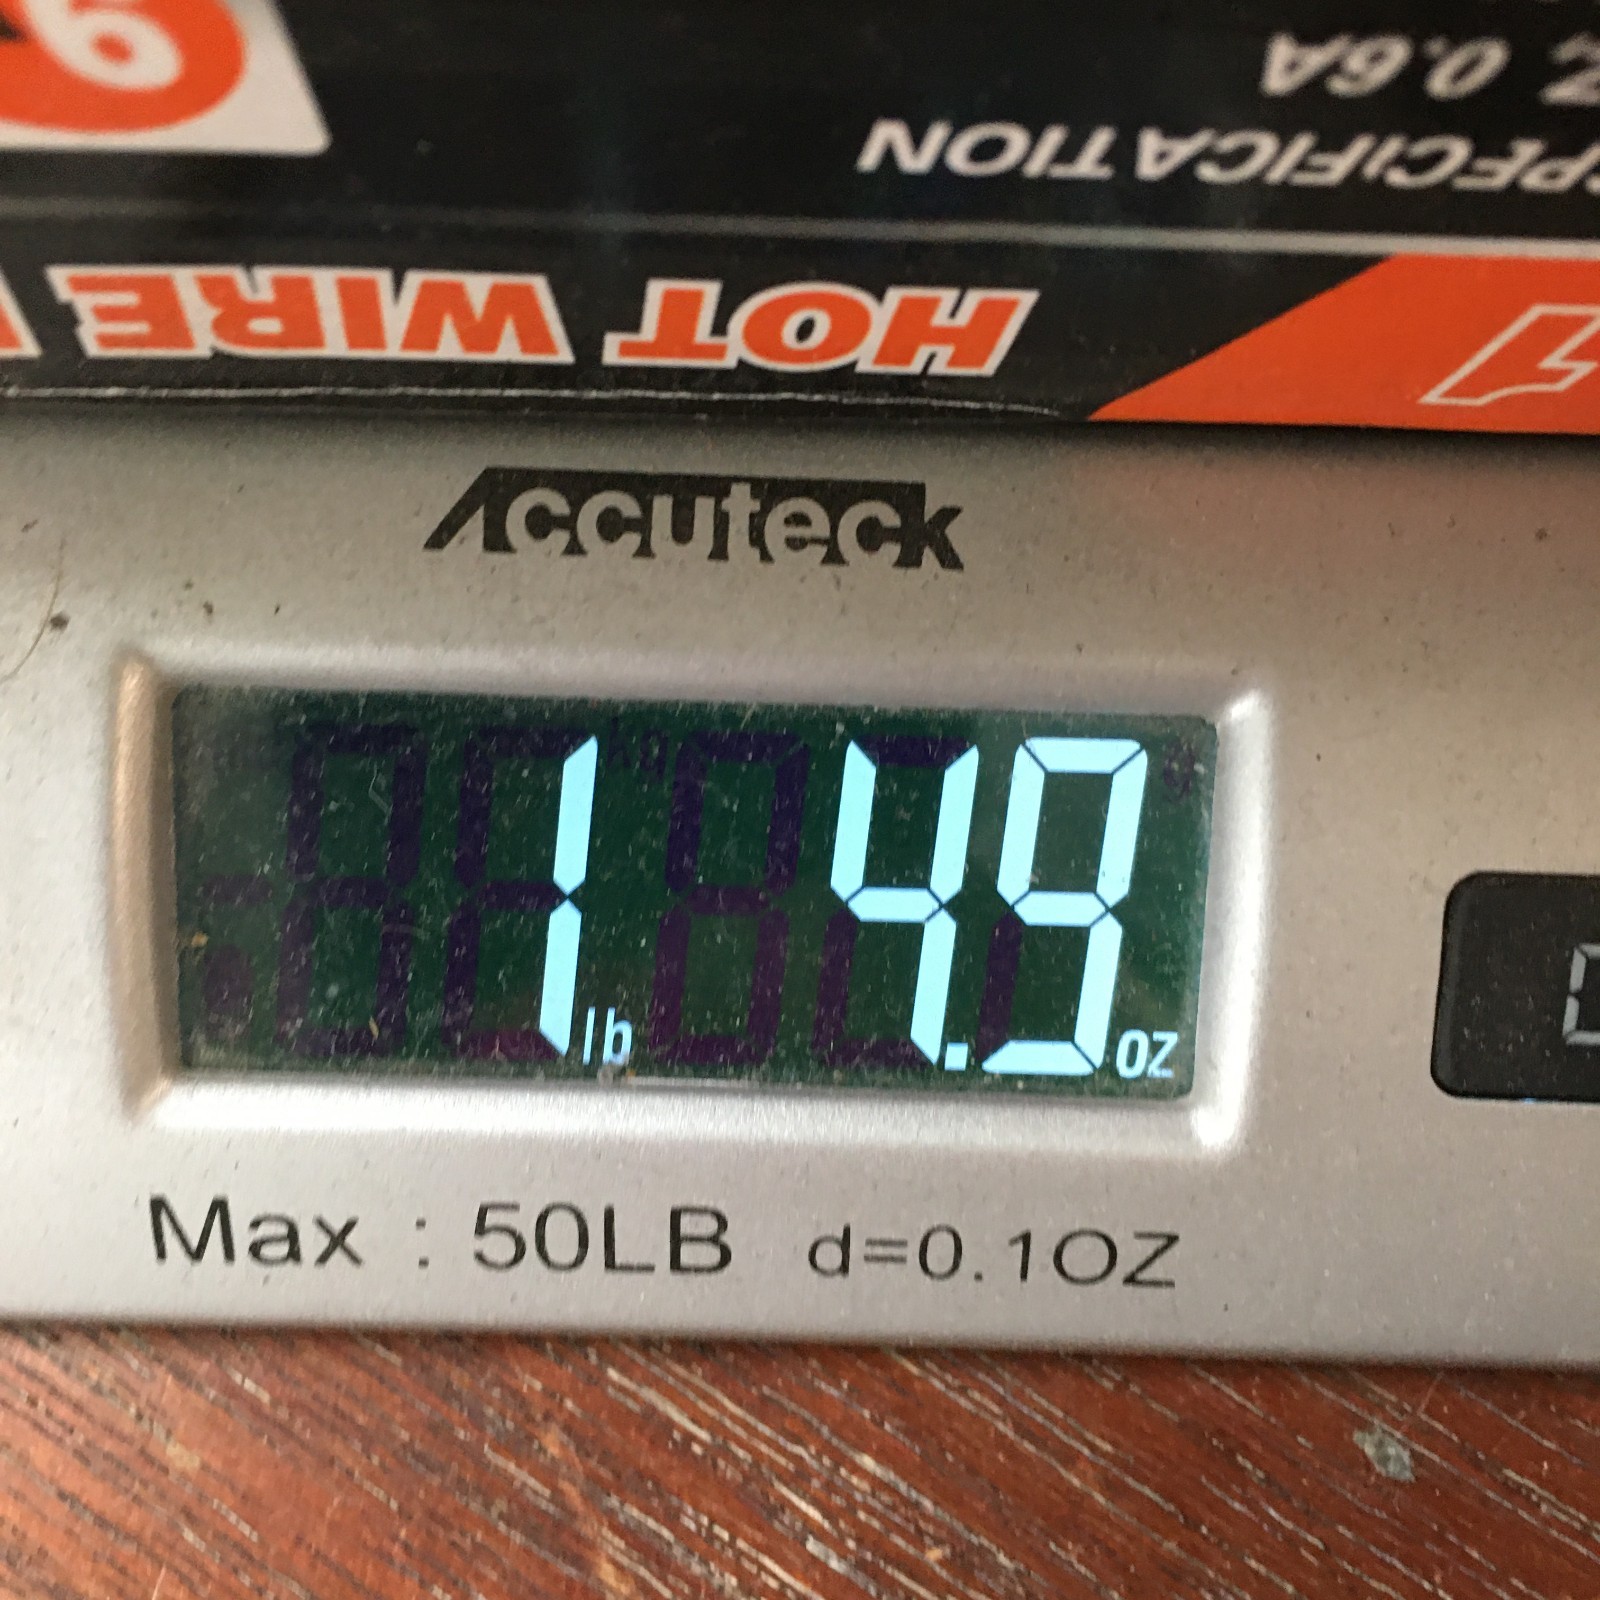 Z, 0.6A
SPECIFICATION
HOT WIRE
Accuteck
1 lb 4.9 oz
Max : 50LB d=0.1OZ